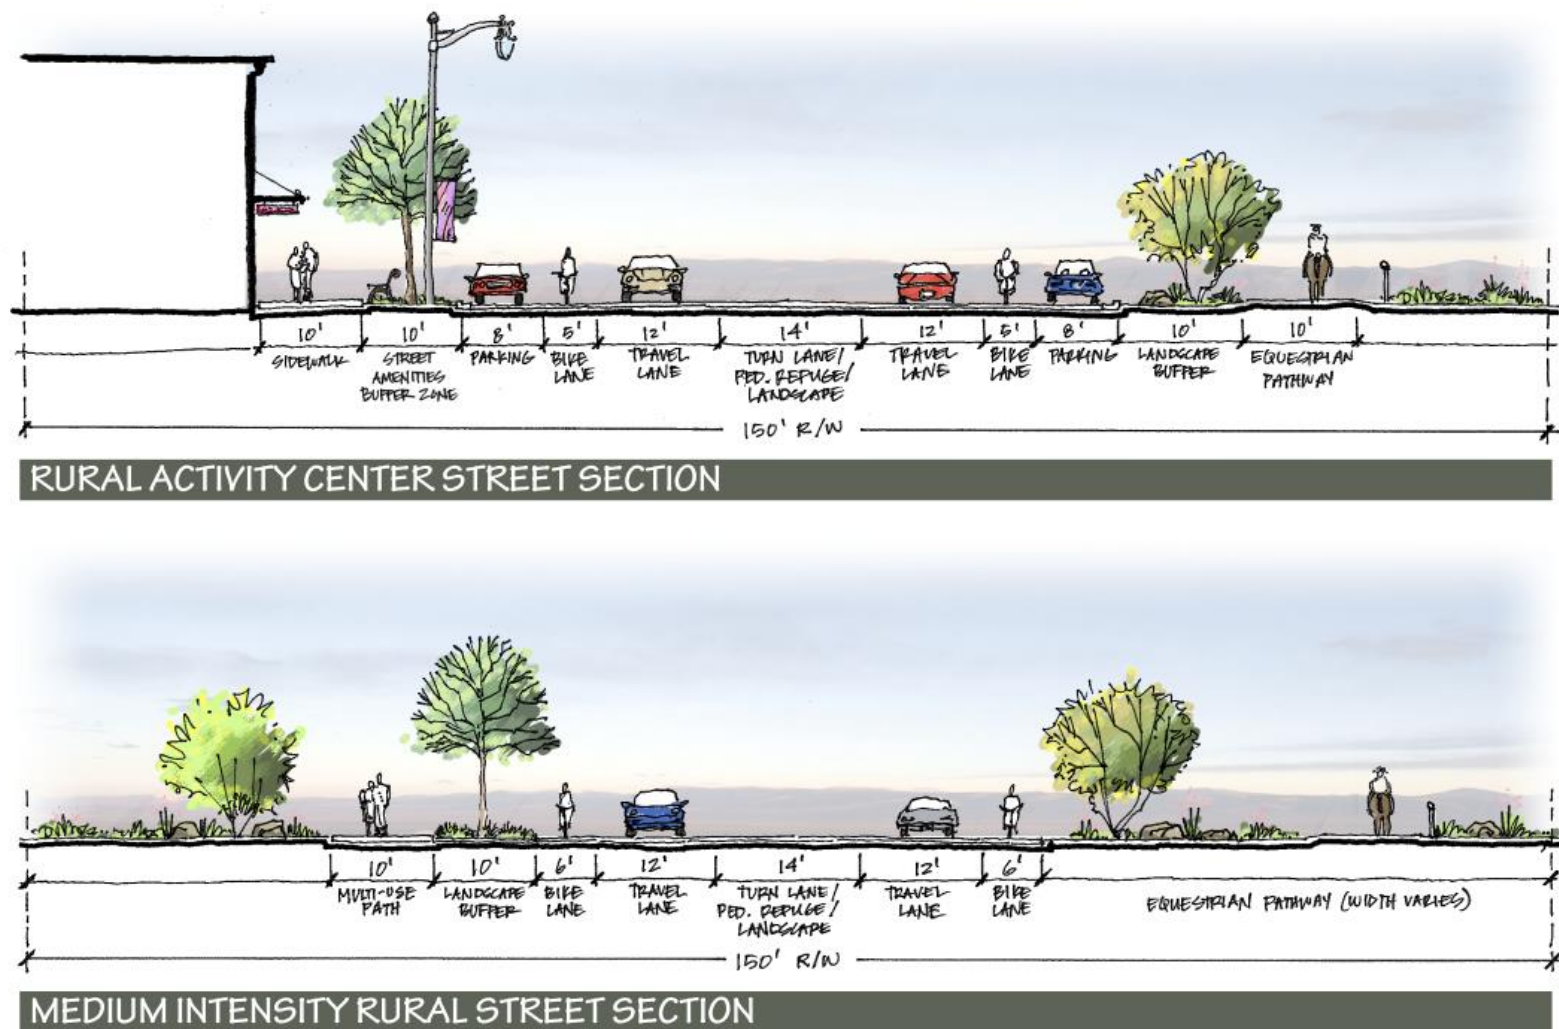 10' 10' 8' 5' 12' 14' 12' 5' 8' 10' 10'
SIDEWALK STREET AMENITIES BUFFER ZONE PARKING BIKE LANE TRAVEL LANE TURN LANE/ PED. REFUGE/ LANDSCAPE TRAVEL LANE BIKE LANE PARKING LANDSCAPE BUFFER EQUESTRIAN PATHWAY
150' R/W
RURAL ACTIVITY CENTER STREET SECTION
10' 10' 6' 12' 14' 12' 6'
MULTI-USE PATH LANDSCAPE BUFFER BIKE LANE TRAVEL LANE TURN LANE/ PED. REFUGE/ LANDSCAPE TRAVEL LANE BIKE LANE EQUESTRIAN PATHWAY (WIDTH VARIES)
150' R/W
MEDIUM INTENSITY RURAL STREET SECTION